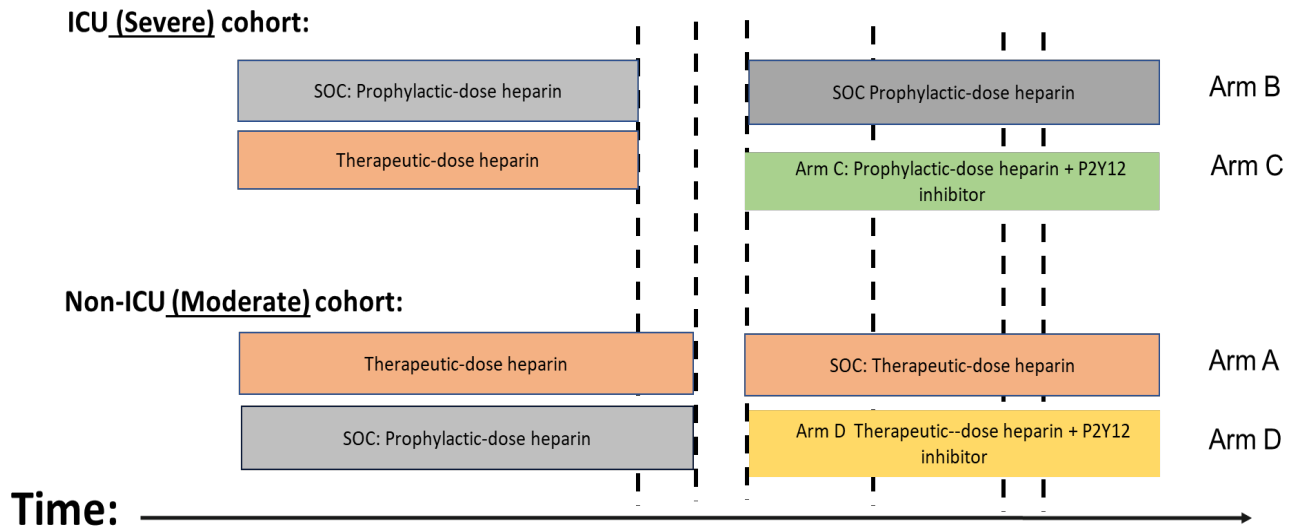 ICU (Severe) cohort:
SOC: Prophylactic-dose heparin
SOC Prophylactic-dose heparin
Arm B
Therapeutic-dose heparin
Arm C: Prophylactic-dose heparin + P2Y12
inhibitor
Arm C
Non-ICU (Moderate) cohort:
Therapeutic-dose heparin
SOC: Therapeutic-dose heparin
Arm A
SOC: Prophylactic-dose heparin
Arm D Therapeutic--dose heparin + P2Y12
inhibitor
Arm D
Time: